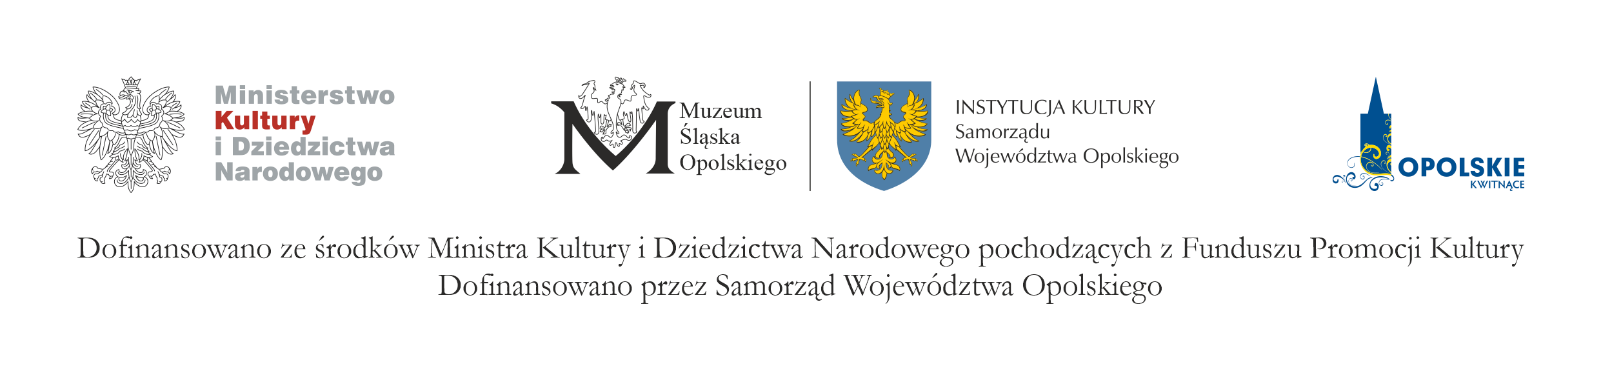 Ministerstwo
Kultury
i Dziedzictwa
Narodowego
M Muzeum
Śląska
Opolskiego
INSTYTUCJA KULTURY
Samorządu
Województwa Opolskiego
OPOLSKIE
KWITNĄCE
Dofinansowano ze środków Ministra Kultury i Dziedzictwa Narodowego pochodzących z Funduszu Promocji Kultury
Dofinansowano przez Samorząd Województwa Opolskiego